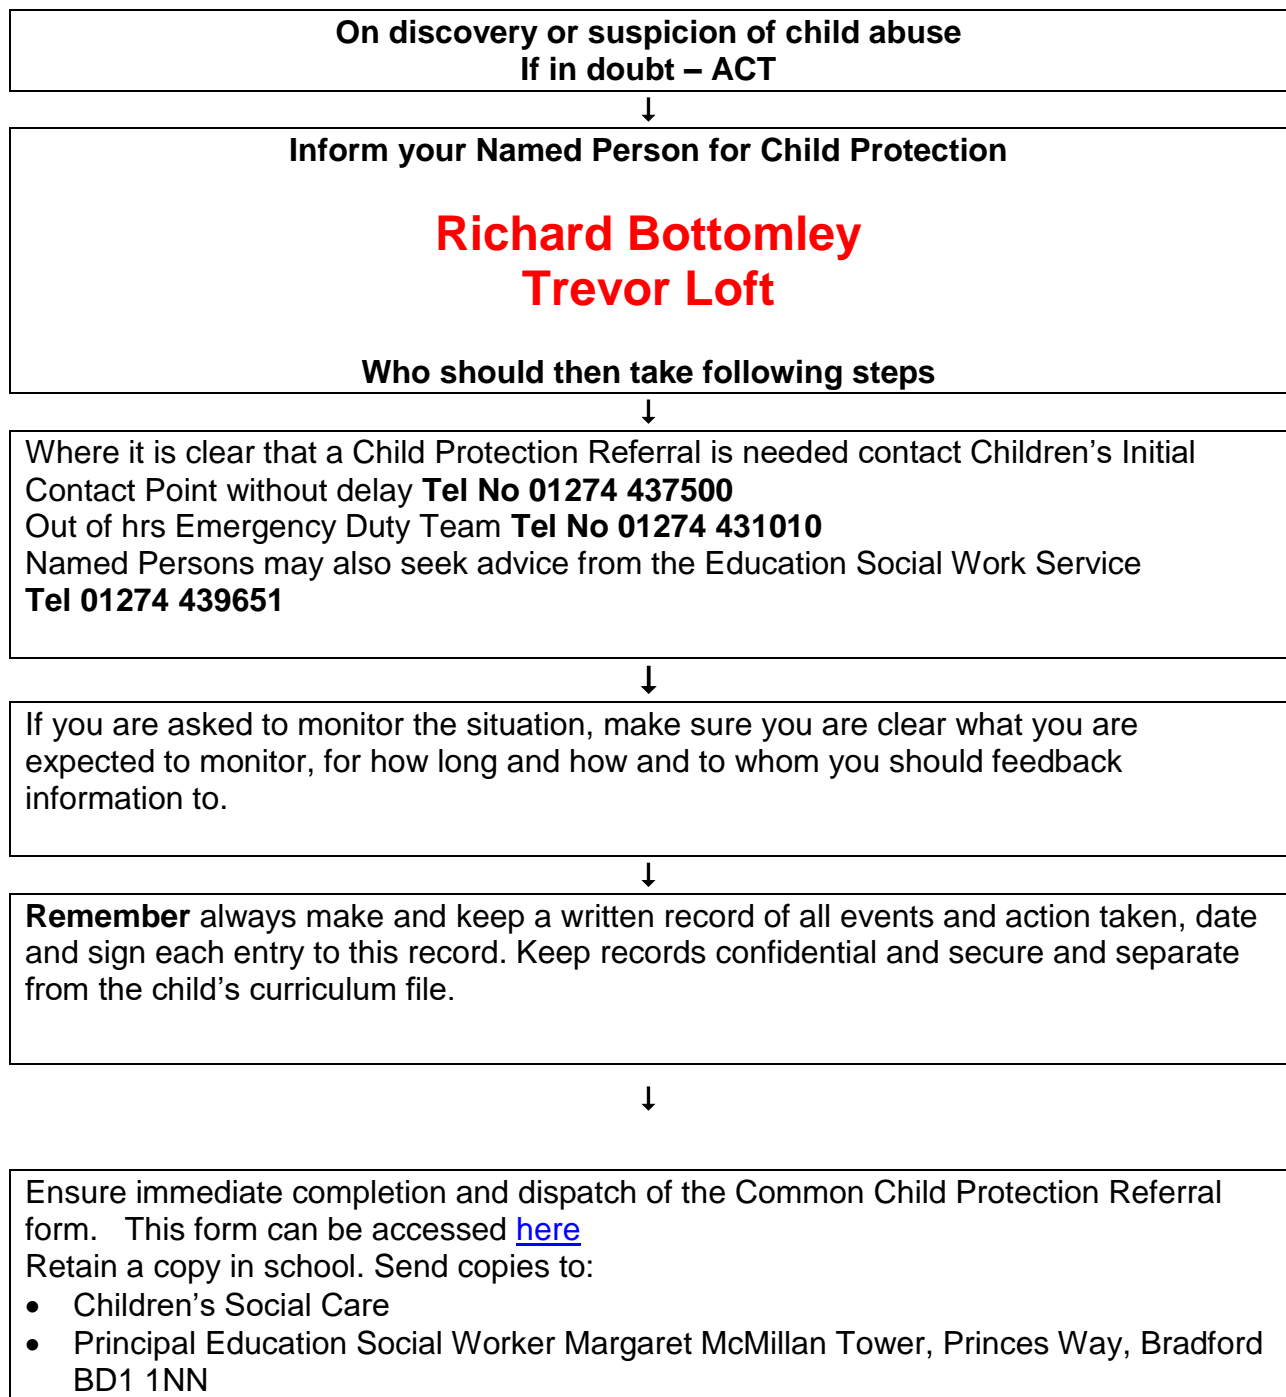 On discovery or suspicion of child abuse
If in doubt – ACT
↓
Inform your Named Person for Child Protection
Richard Bottomley
Trevor Loft
Who should then take following steps
↓
Where it is clear that a Child Protection Referral is needed contact Children’s Initial
Contact Point without delay Tel No 01274 437500
Out of hrs Emergency Duty Team Tel No 01274 431010
Named Persons may also seek advice from the Education Social Work Service
Tel 01274 439651
↓
If you are asked to monitor the situation, make sure you are clear what you are
expected to monitor, for how long and how and to whom you should feedback
information to.
↓
Remember always make and keep a written record of all events and action taken, date
and sign each entry to this record. Keep records confidential and secure and separate
from the child’s curriculum file.
↓
Ensure immediate completion and dispatch of the Common Child Protection Referral
form. This form can be accessed here
Retain a copy in school. Send copies to:
• Children’s Social Care
• Principal Education Social Worker Margaret McMillan Tower, Princes Way, Bradford
BD1 1NN